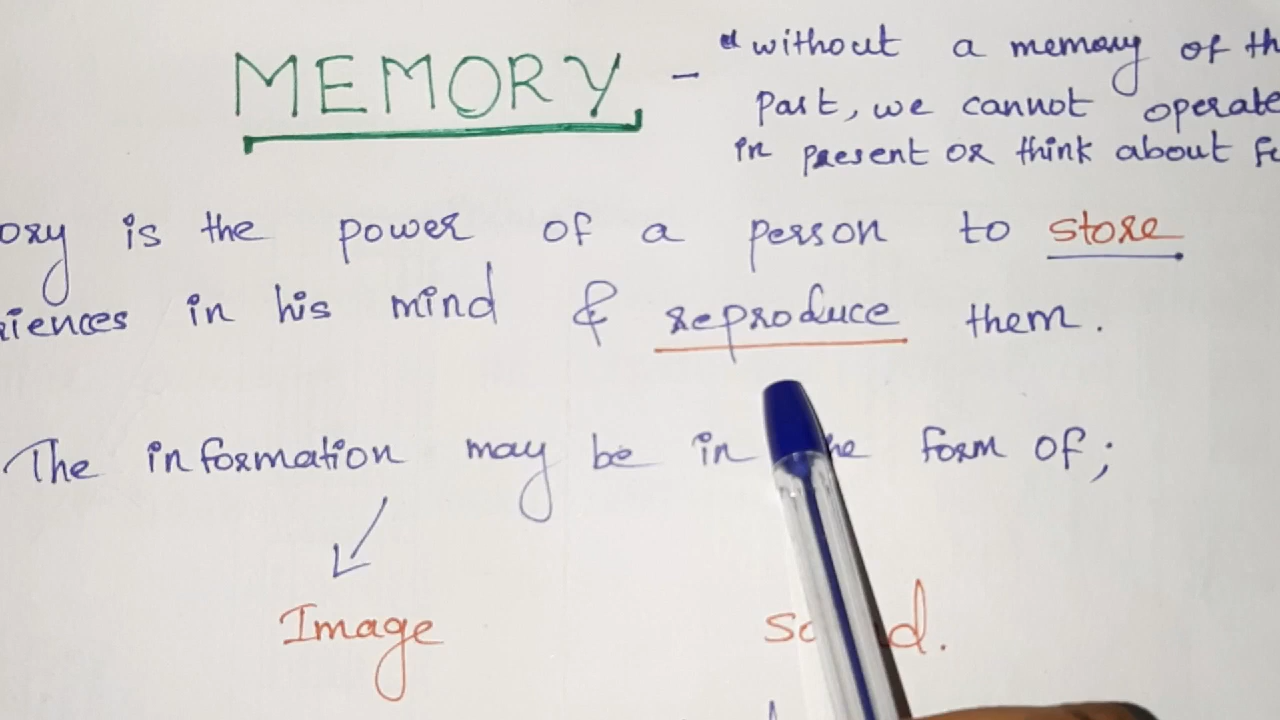 MEMORY - "without a memory of th
past, we cannot operate
in present or think about fu
ory is the power of a person to store
riences in his mind & reproduce them.
The information may be in the form of;
Image